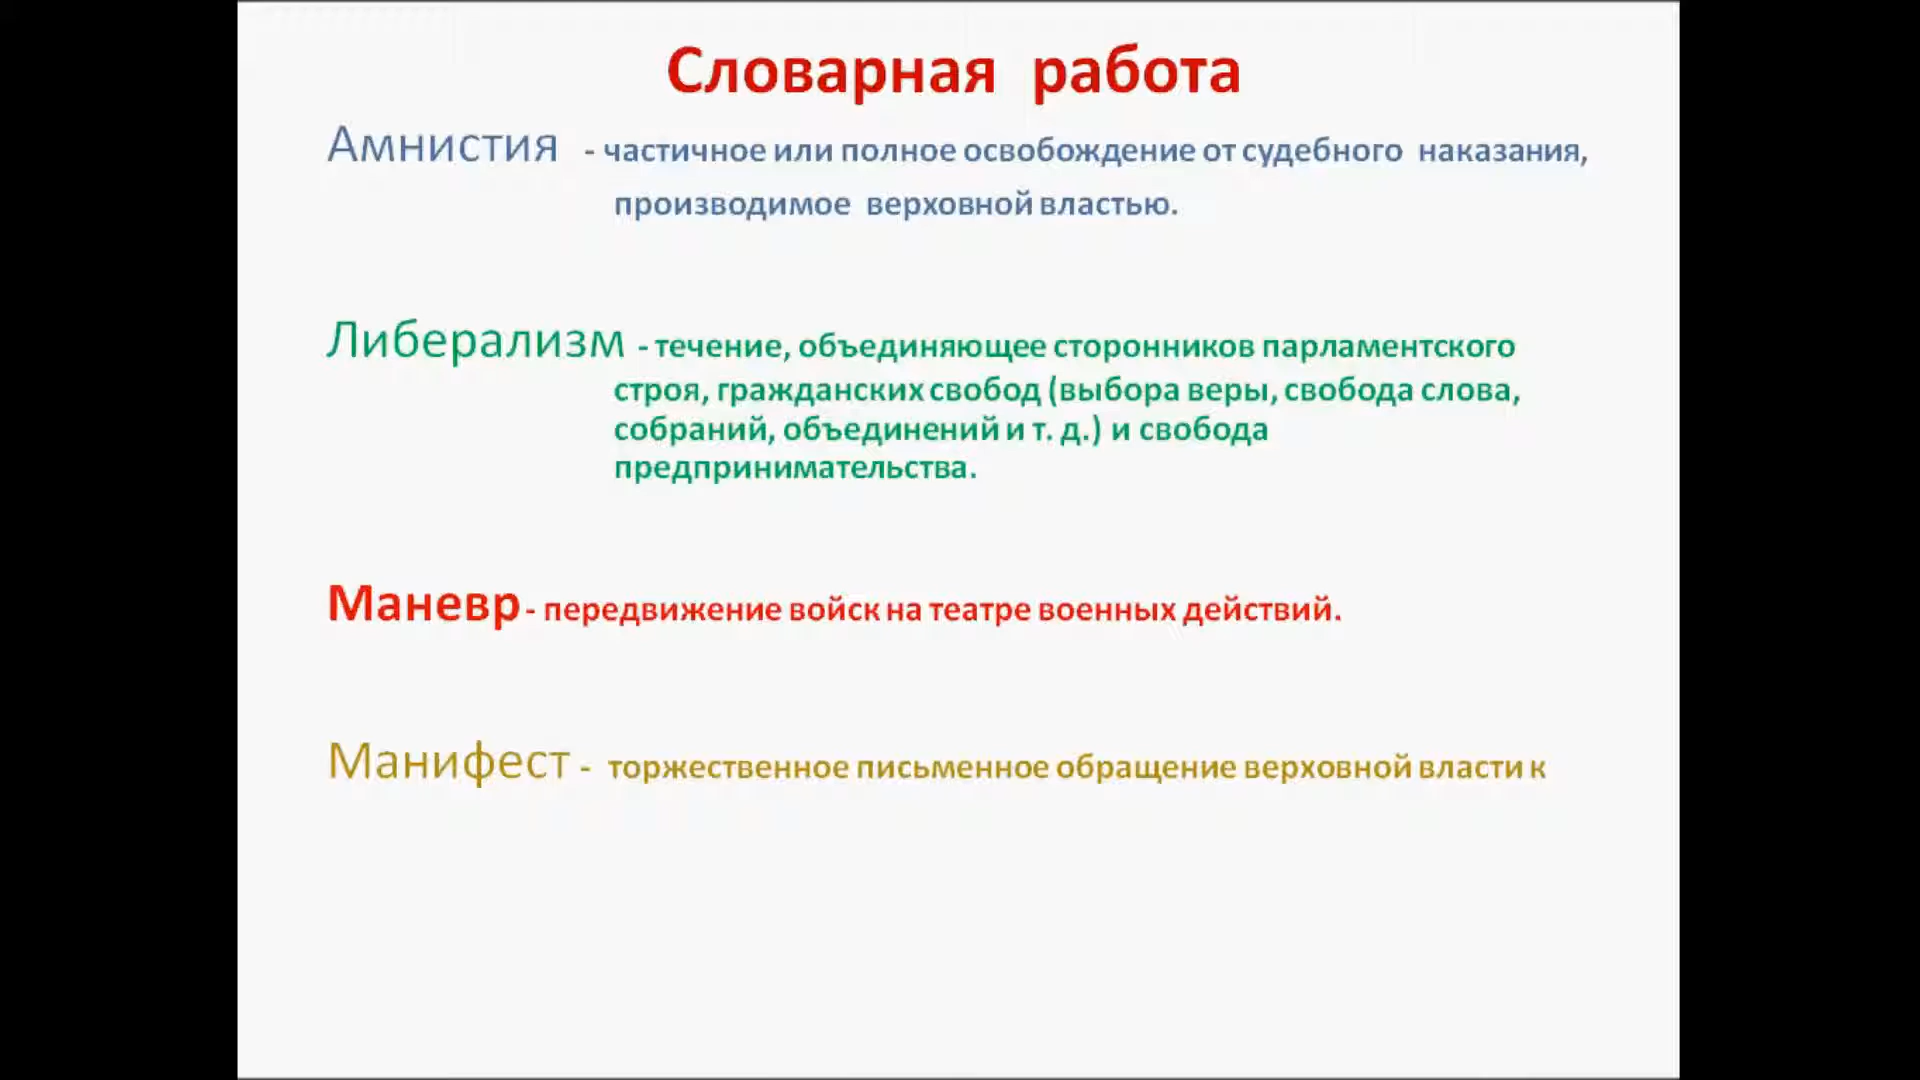 Словарная работа
Амнистия - частичное или полное освобождение от судебного наказания,
производимое верховной властью.
Либерализм - течение, объединяющее сторонников парламентского
строя, гражданских свобод (выбора веры, свобода слова,
собраний, объединений и т. д.) и свобода
предпринимательства.
Маневр - передвижение войск на театре военных действий.
Манифест - торжественное письменное обращение верховной власти к